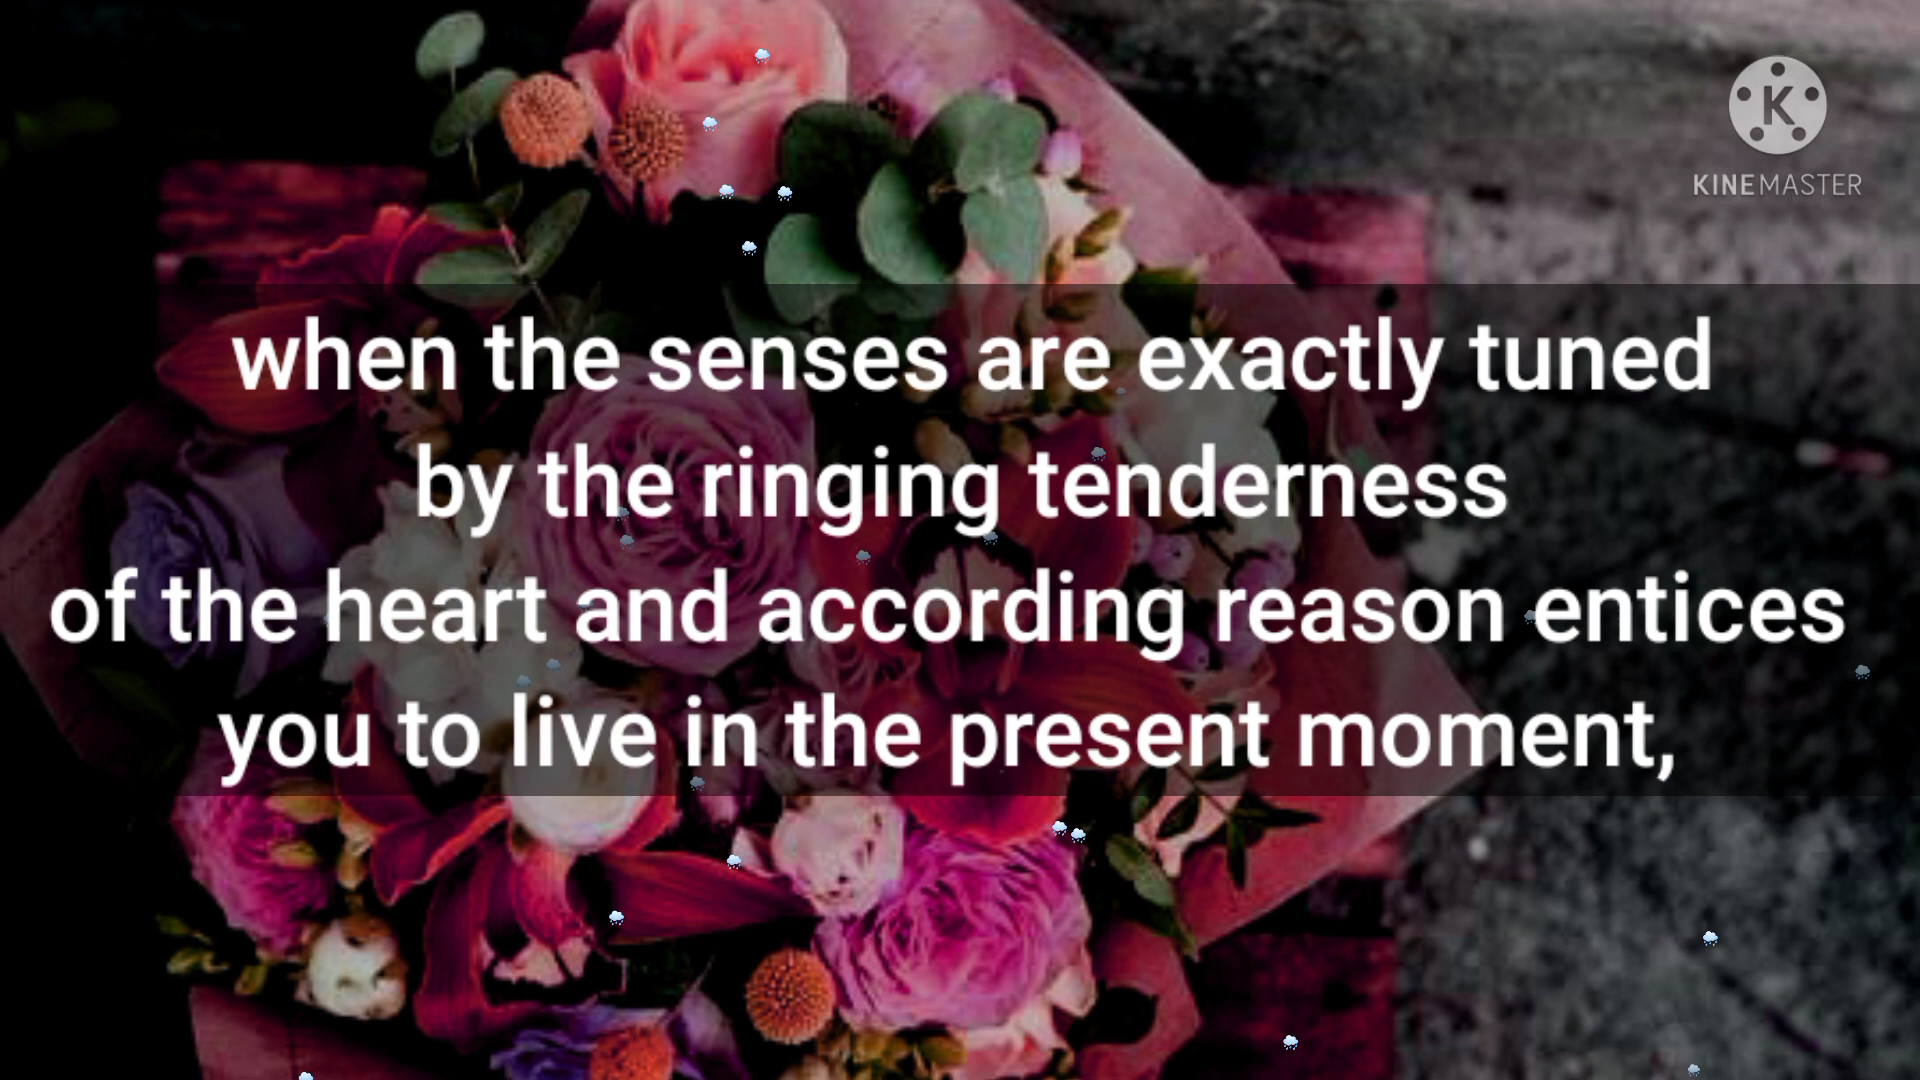 KINEMASTER
when the senses are exactly tuned
by the ringing tenderness
of the heart and according reason entices
you to live in the present moment,